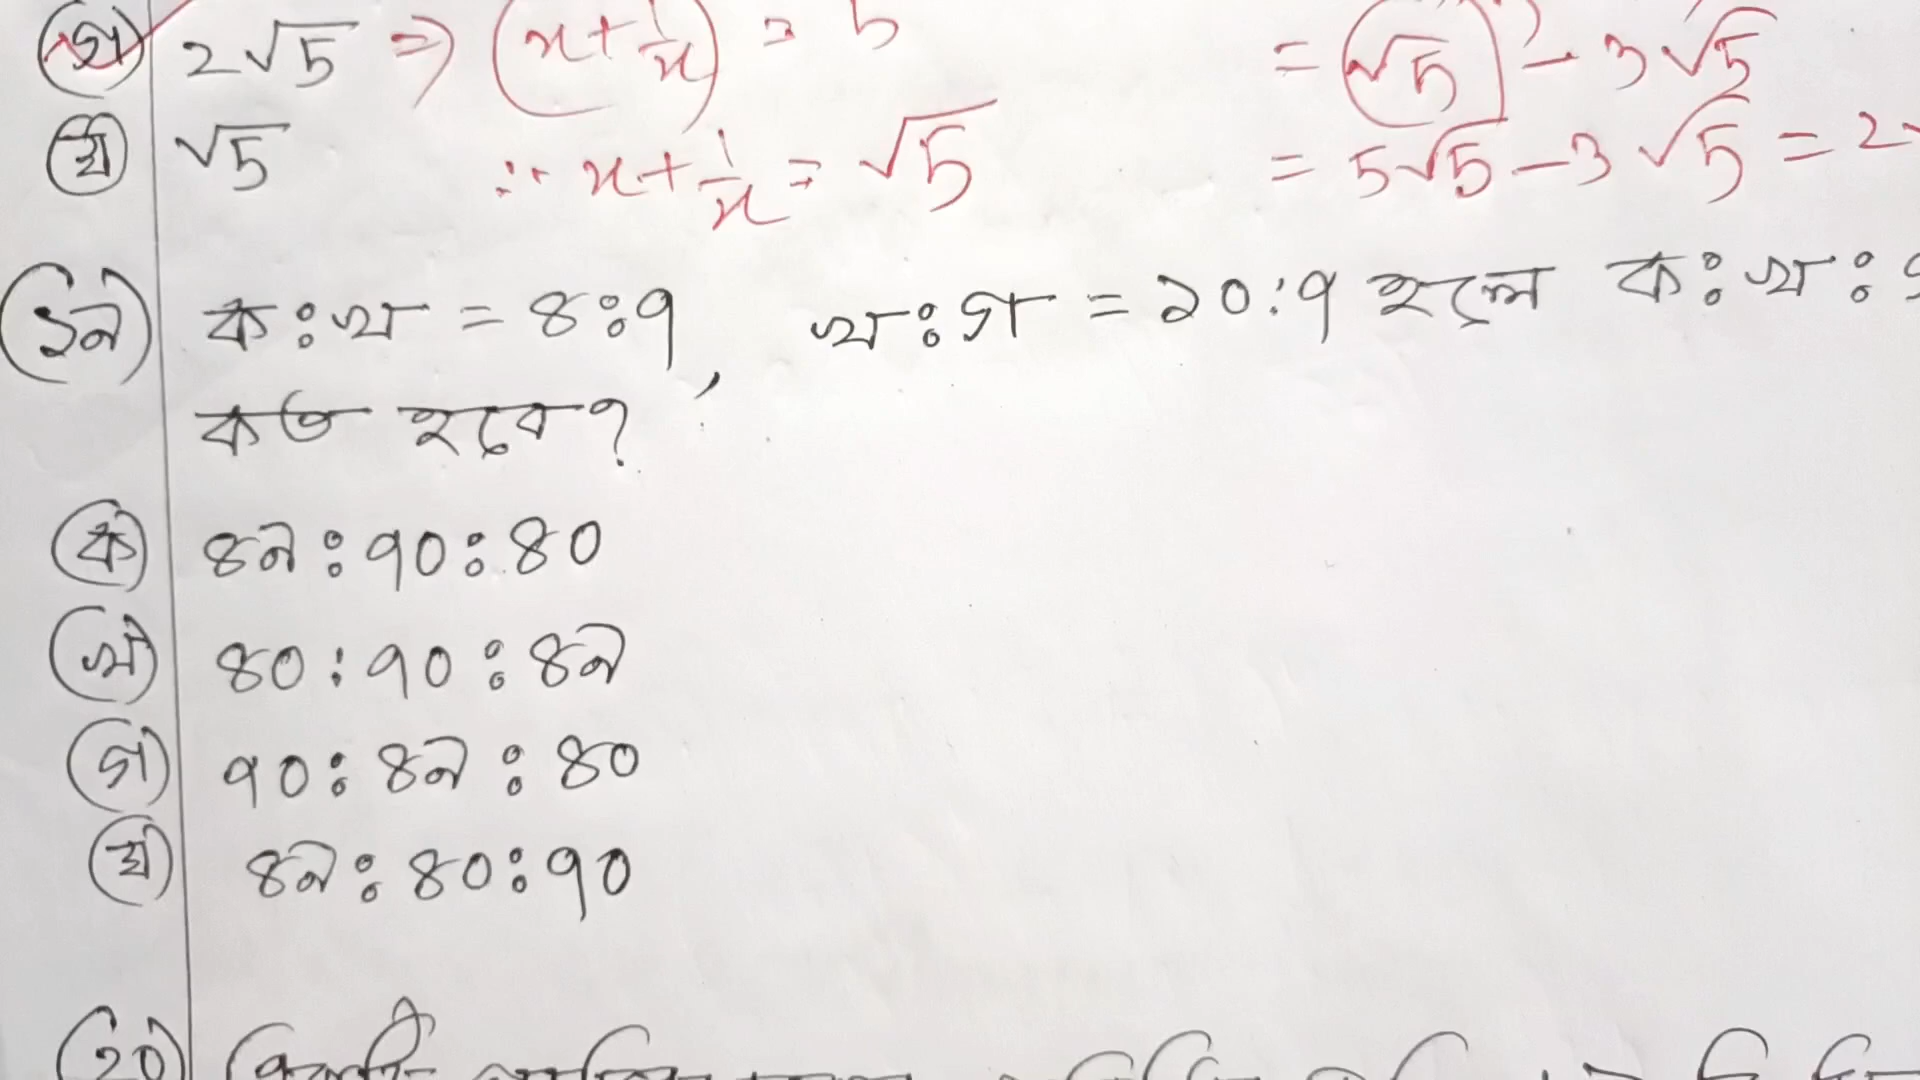 (গ) 2√5 ⇒ (x + 1/x) = 5 = (√5)³ - 3√5
(ঘ) √5 ∴ x + 1/x = √5 = 5√5 - 3√5 = 2
(১৯) ক : খ = ৪ : ৭, খ : গ = ১০ : ৭ হলে ক : খ :
কত হবে?
(ক) ৪৯ : ৭০ : ৪০
(খ) ৪০ : ৭০ : ৪৯
(গ) ৭০ : ৪৯ : ৪০
(ঘ) ৪৯ : ৪০ : ৭০
(২০)